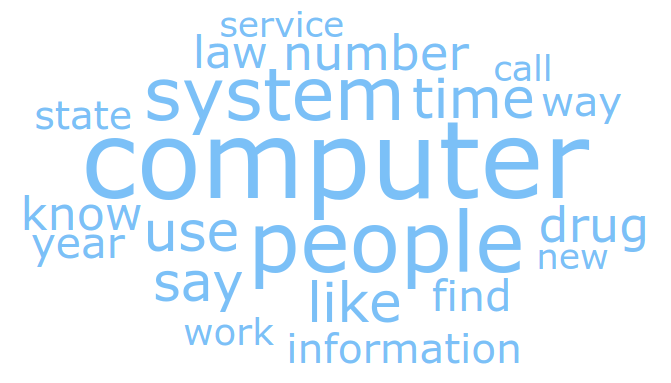 service
law number
call
system time way
state
computer
know use people drug
year
new
say like find
work information